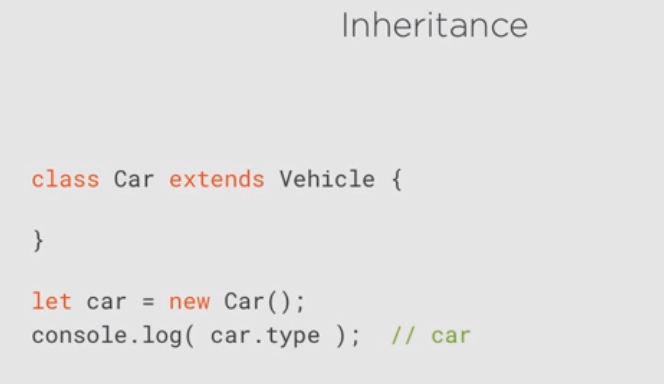 Inheritance
class Car extends Vehicle {
}
let car = new Car();
console.log( car.type );  // car